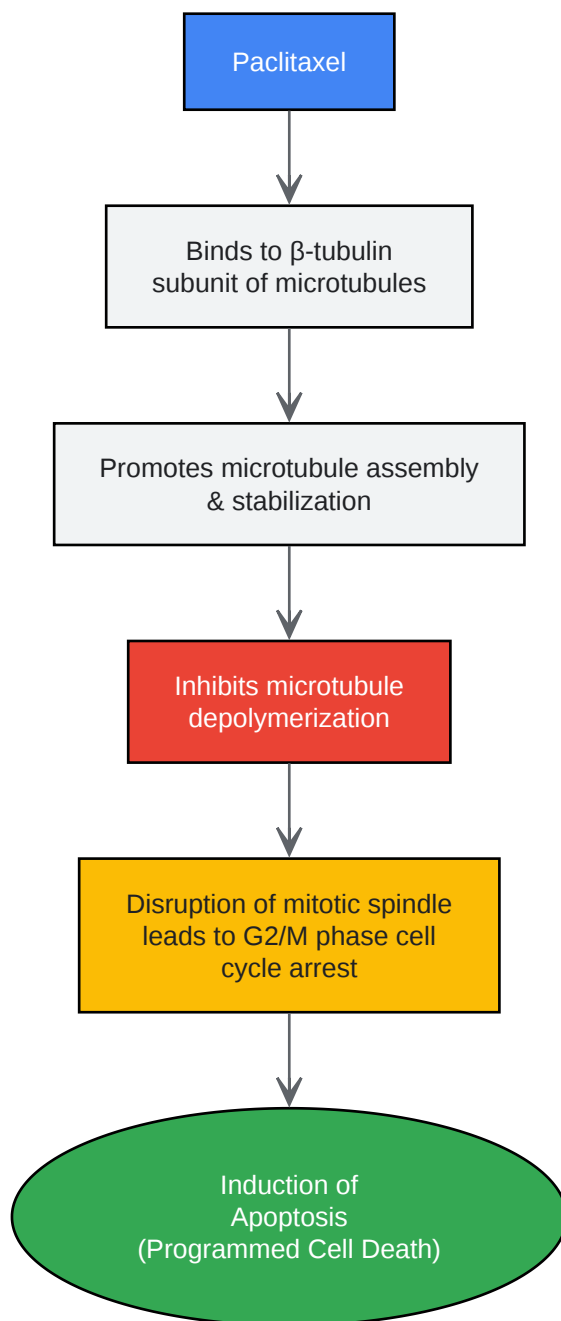 Paclitaxel
Binds to β-tubulin
subunit of microtubules
Promotes microtubule assembly
& stabilization
Inhibits microtubule
depolymerization
Disruption of mitotic spindle
leads to G2/M phase cell
cycle arrest
Induction of
Apoptosis
(Programmed Cell Death)